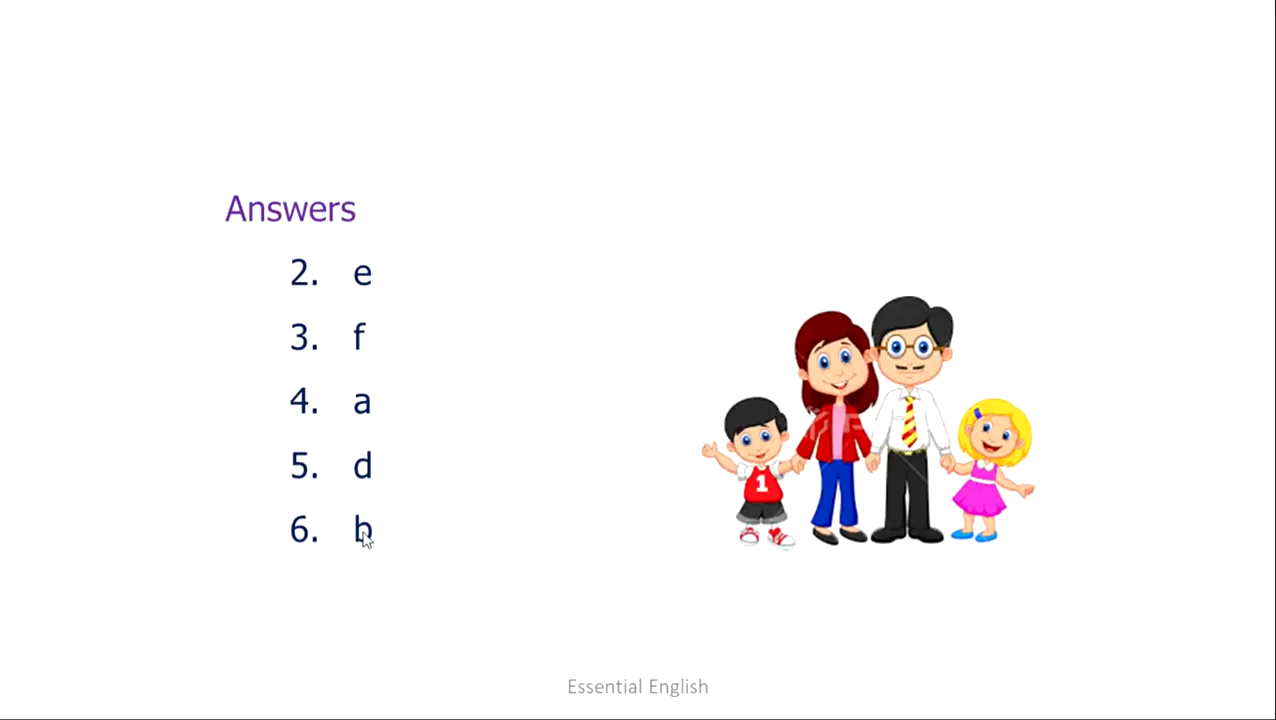 Answers
2. e
3. f
4. a
5. d
6. b
1
Essential English